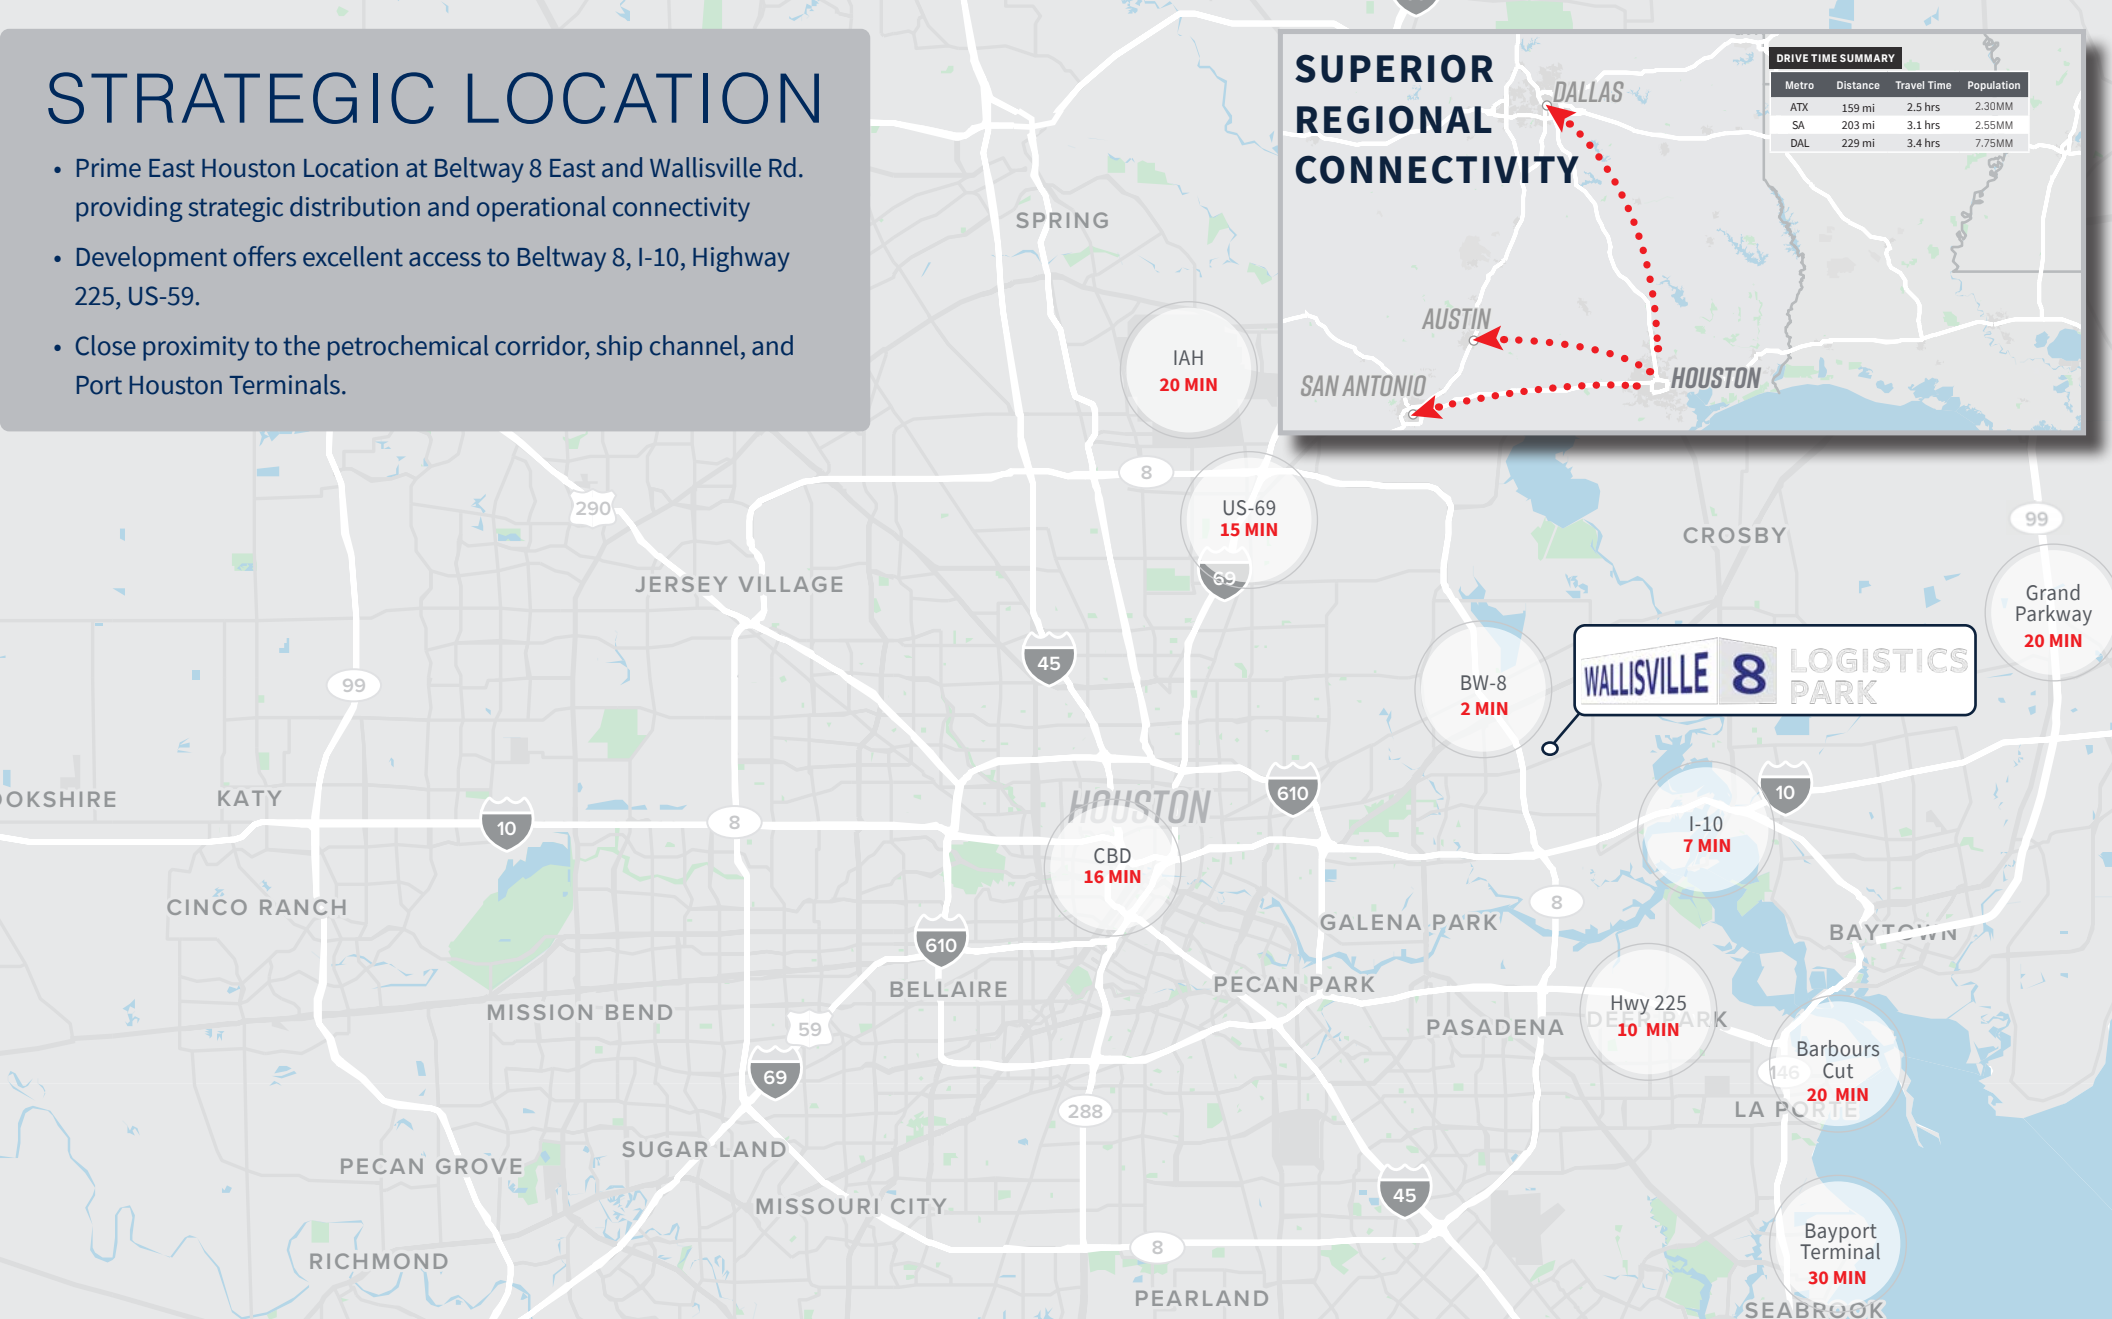 STRATEGIC LOCATION
• Prime East Houston Location at Beltway 8 East and Wallisville Rd.
providing strategic distribution and operational connectivity
• Development offers excellent access to Beltway 8, I-10, Highway
225, US-59.
• Close proximity to the petrochemical corridor, ship channel, and
Port Houston Terminals.
SUPERIOR
REGIONAL
CONNECTIVITY
DRIVE TIME SUMMARY
Metro Distance Travel Time Population
ATX 159 mi 2.5 hrs 2.30MM
SA 203 mi 3.1 hrs 2.55MM
DAL 229 mi 3.4 hrs 7.75MM
DALLAS
AUSTIN
SAN ANTONIO
HOUSTON
SPRING
IAH
20 MIN
8
290
US-69
15 MIN
69
CROSBY
99
JERSEY VILLAGE
Grand
Parkway
20 MIN
45
99
BW-8
2 MIN
WALLISVILLE 8 LOGISTICS
PARK
OKSHIRE
KATY
10
8
HOUSTON
610
10
I-10
7 MIN
CBD
16 MIN
CINCO RANCH
8
610
GALENA PARK
BAYTOWN
BELLAIRE
PECAN PARK
MISSION BEND
59
PASADENA
Hwy 225
10 MIN
DEER PARK
69
Barbours
Cut
20 MIN
146
LA PORTE
288
SUGAR LAND
PECAN GROVE
MISSOURI CITY
45
RICHMOND
8
Bayport
Terminal
30 MIN
PEARLAND
SEABROOK